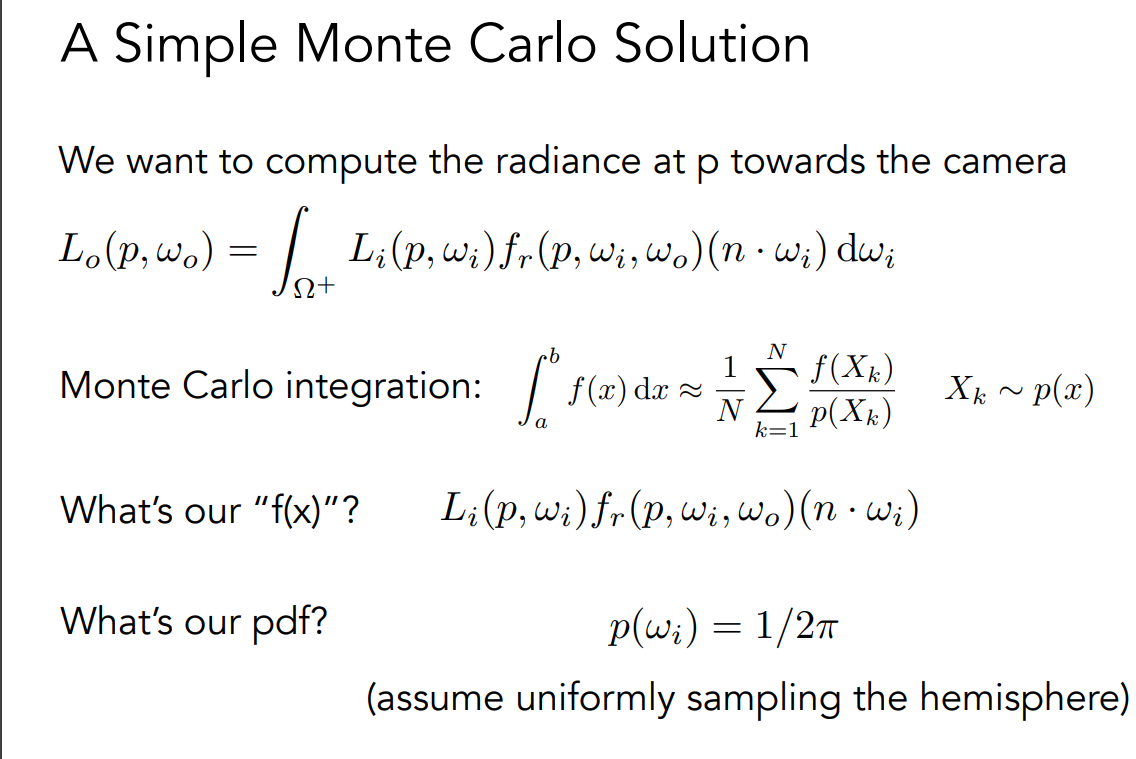 A Simple Monte Carlo Solution
We want to compute the radiance at p towards the camera
$L_o(p, \omega_o) = \int_{\Omega^+} L_i(p, \omega_i) f_r(p, \omega_i, \omega_o)(n \cdot \omega_i) \, \mathrm{d}\omega_i$
Monte Carlo integration: $\int_a^b f(x) \, \mathrm{d}x \approx \frac{1}{N} \sum_{k=1}^{N} \frac{f(X_k)}{p(X_k)}$ $X_k \sim p(x)$
What’s our “f(x)”? $L_i(p, \omega_i) f_r(p, \omega_i, \omega_o)(n \cdot \omega_i)$
What’s our pdf? $p(\omega_i) = 1/2\pi$
(assume uniformly sampling the hemisphere)